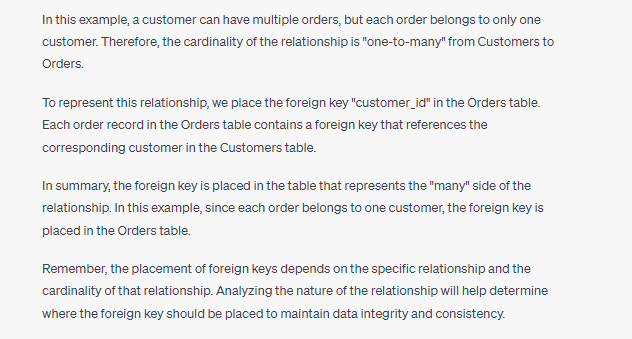 In this example, a customer can have multiple orders, but each order belongs to only one
customer. Therefore, the cardinality of the relationship is "one-to-many" from Customers to
Orders.
To represent this relationship, we place the foreign key "customer_id" in the Orders table.
Each order record in the Orders table contains a foreign key that references the
corresponding customer in the Customers table.
In summary, the foreign key is placed in the table that represents the "many" side of the
relationship. In this example, since each order belongs to one customer, the foreign key is
placed in the Orders table.
Remember, the placement of foreign keys depends on the specific relationship and the
cardinality of that relationship. Analyzing the nature of the relationship will help determine
where the foreign key should be placed to maintain data integrity and consistency.